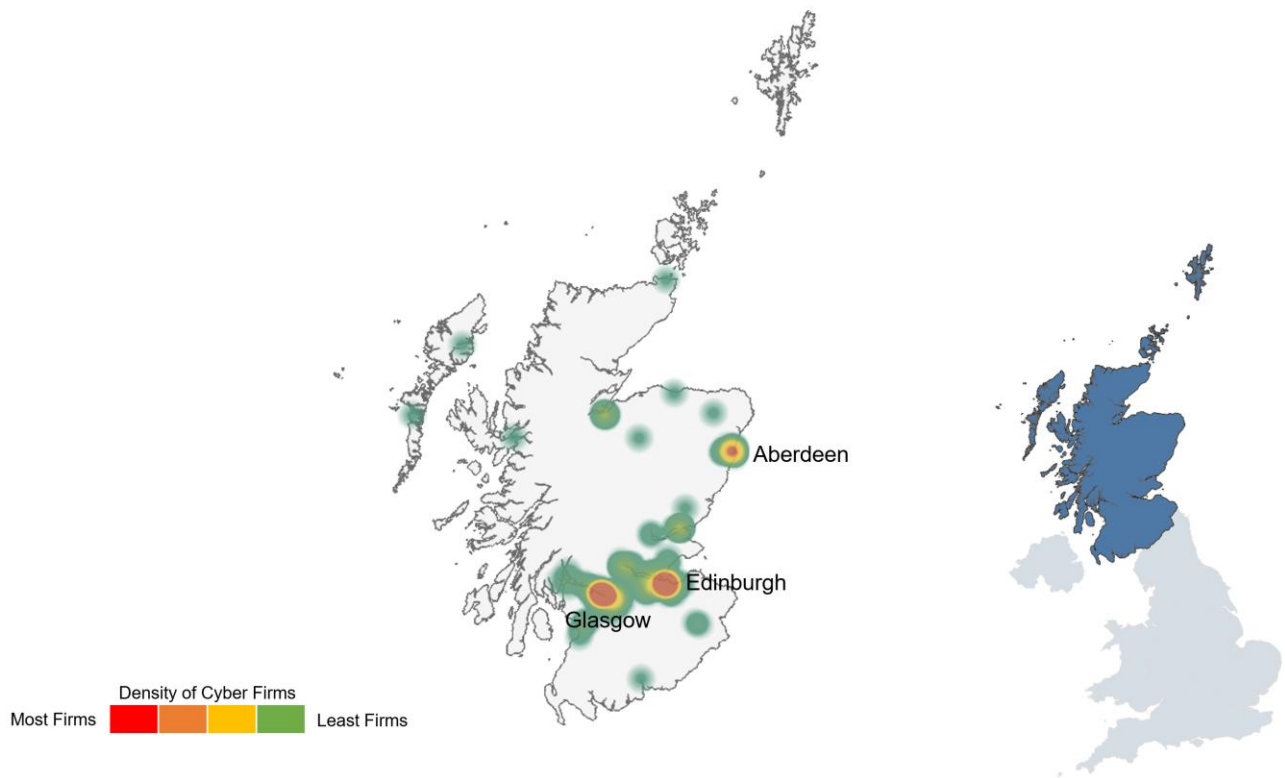 Aberdeen
Edinburgh
Glasgow
Density of Cyber Firms
Most Firms
Least Firms